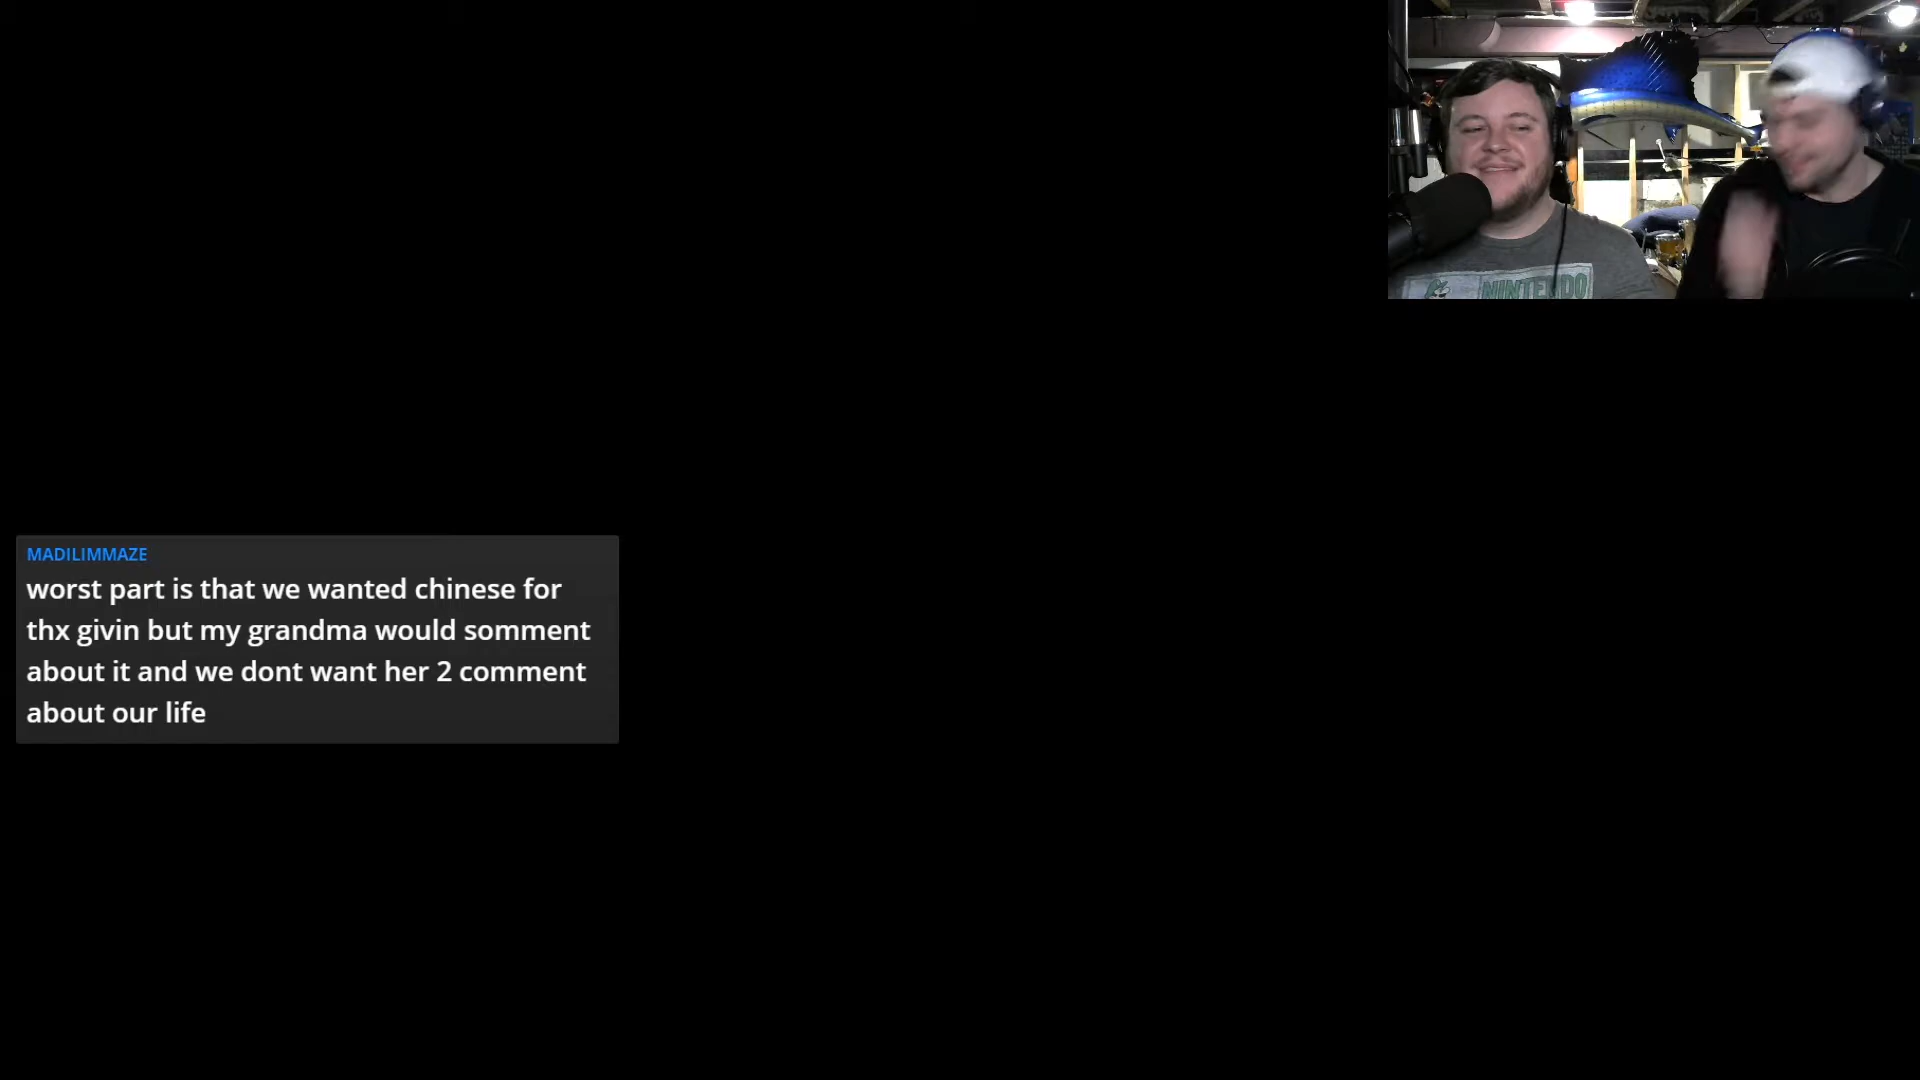 NINTENDO
MADILIMMAZE
worst part is that we wanted chinese for
thx givin but my grandma would somment
about it and we dont want her 2 comment
about our life